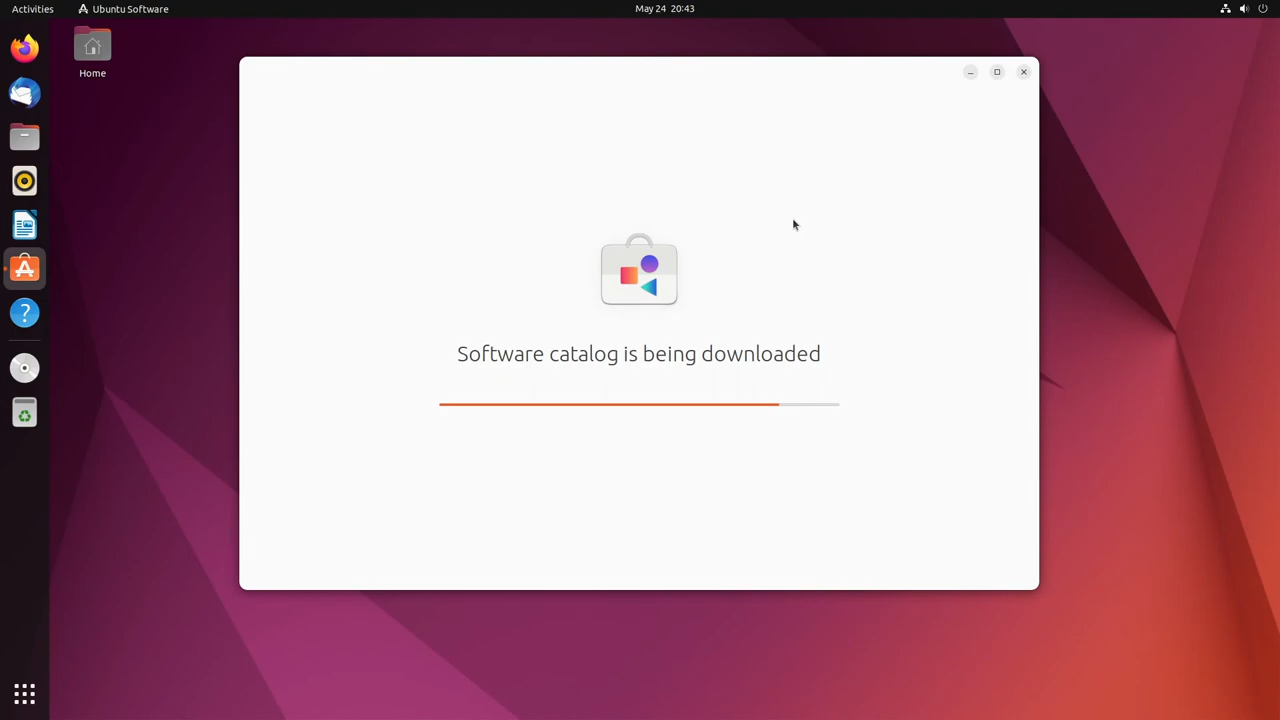 Activities
Ubuntu Software
May 24 20:43
Home
Software catalog is being downloaded